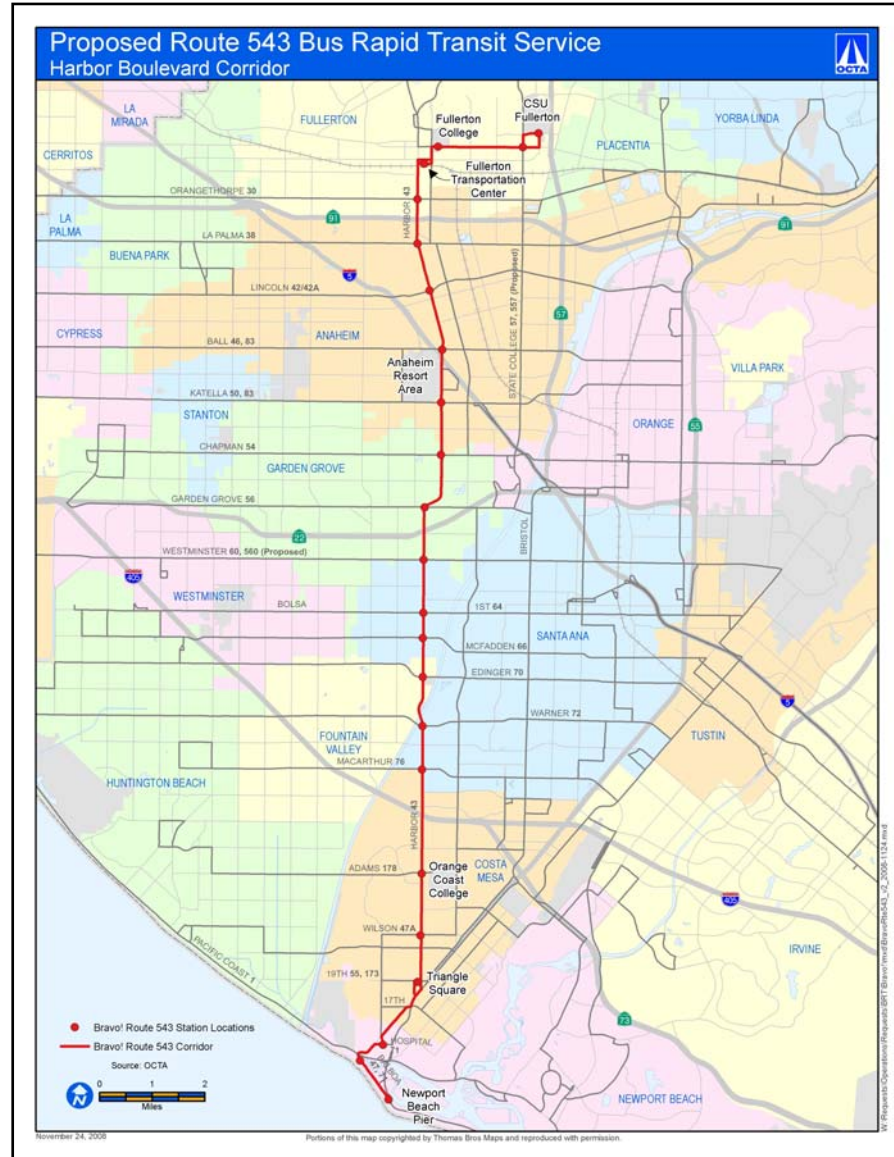 Proposed Route 543 Bus Rapid Transit Service
Harbor Boulevard Corridor
OCTA
LA
MIRADA
FULLERTON
Fullerton
College
CSU
Fullerton
PLACENTIA
YORBA LINDA
CERRITOS
Fullerton
Transportation
Center
ORANGETHORPE 30
HARBOR 43
91
91
LA
PALMA
LA PALMA 38
BUENA PARK
5
LINCOLN 42/42A
STATE COLLEGE 57, 557 (Proposed)
57
CYPRESS
ANAHEIM
BALL 46, 83
Anaheim
Resort
Area
VILLA PARK
KATELLA 50, 83
STANTON
ORANGE
55
CHAPMAN 54
GARDEN GROVE
GARDEN GROVE 56
22
BRISTOL
WESTMINSTER 60, 560 (Proposed)
405
WESTMINSTER
BOLSA
1ST 64
SANTA ANA
MCFADDEN 66
EDINGER 70
5
WARNER 72
FOUNTAIN
VALLEY
TUSTIN
MACARTHUR 76
HUNTINGTON BEACH
HARBOR 43
ADAMS 178
Orange
Coast
College
COSTA
MESA
405
WILSON 47A
IRVINE
PACIFIC COAST 1
19TH 55, 173
Triangle
Square
17TH
73
HOSPITAL
71
BALBOA
47, 71
Newport
Beach
Pier
NEWPORT BEACH
Bravo! Route 543 Station Locations
Bravo! Route 543 Corridor
Source: OCTA
N
0 1 2
Miles
November 24, 2008
Portions of this map copyrighted by Thomas Bros Maps and reproduced with permission.